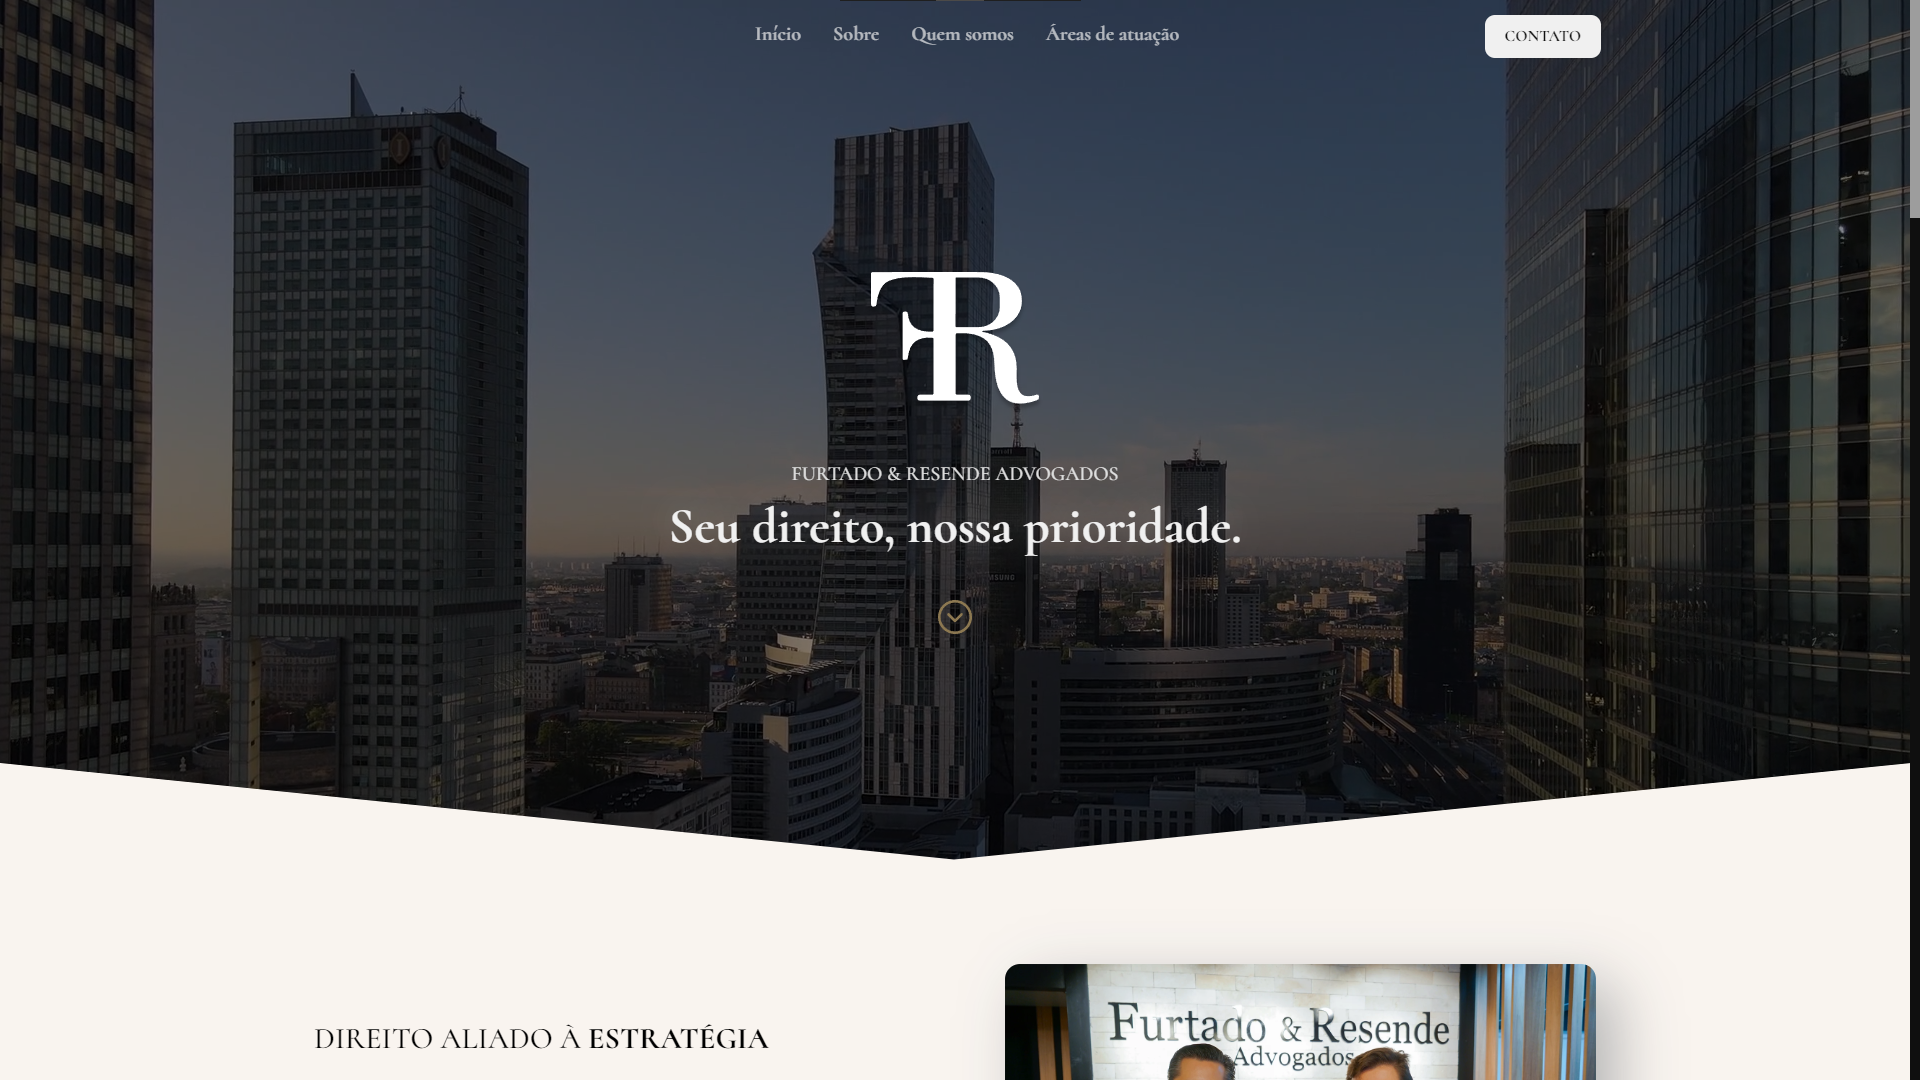 Início Sobre Quem somos Áreas de atuação CONTATO
FR
FURTADO & RESENDE ADVOGADOS
Seu direito, nossa prioridade.
SUNG
DIREITO ALIADO À ESTRATÉGIA
Furtado & Resende
Advogados